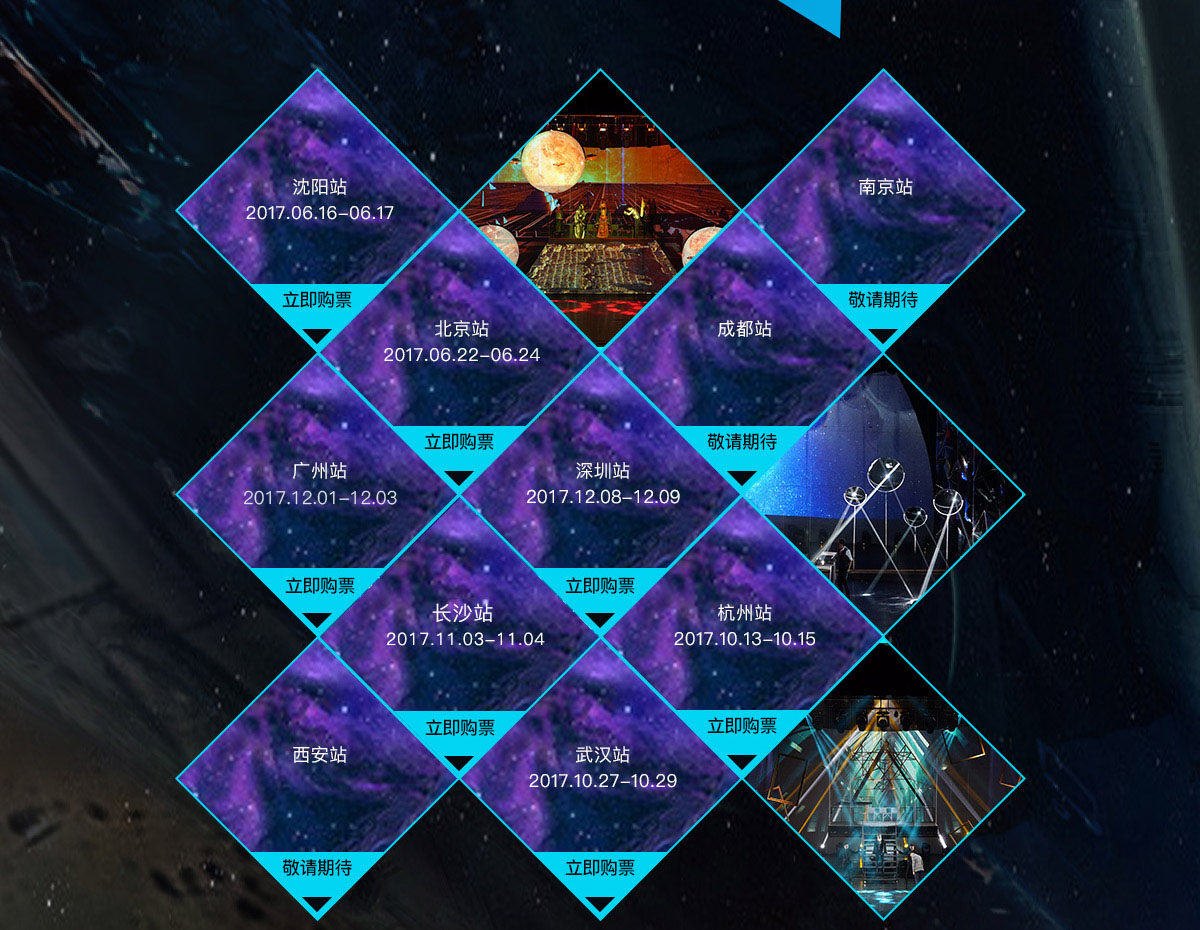 沈阳站
2017.06.16-06.17
立即购票
南京站
敬请期待
北京站
2017.06.22-06.24
立即购票
成都站
敬请期待
广州站
2017.12.01-12.03
立即购票
深圳站
2017.12.08-12.09
立即购票
长沙站
2017.11.03-11.04
立即购票
杭州站
2017.10.13-10.15
立即购票
西安站
敬请期待
武汉站
2017.10.27-10.29
立即购票